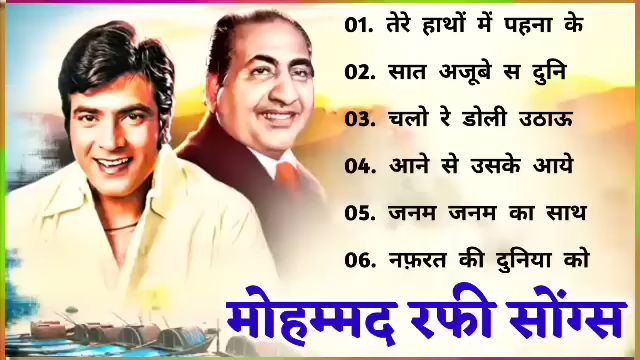 01. तेरे हाथों में पहना के
02. सात अजूबे स दुनि
03. चलो रे डोली उठाऊ
04. आने से उसके आये
05. जनम जनम का साथ
06. नफ़रत की दुनिया को
मोहम्मद रफी सोंग्स